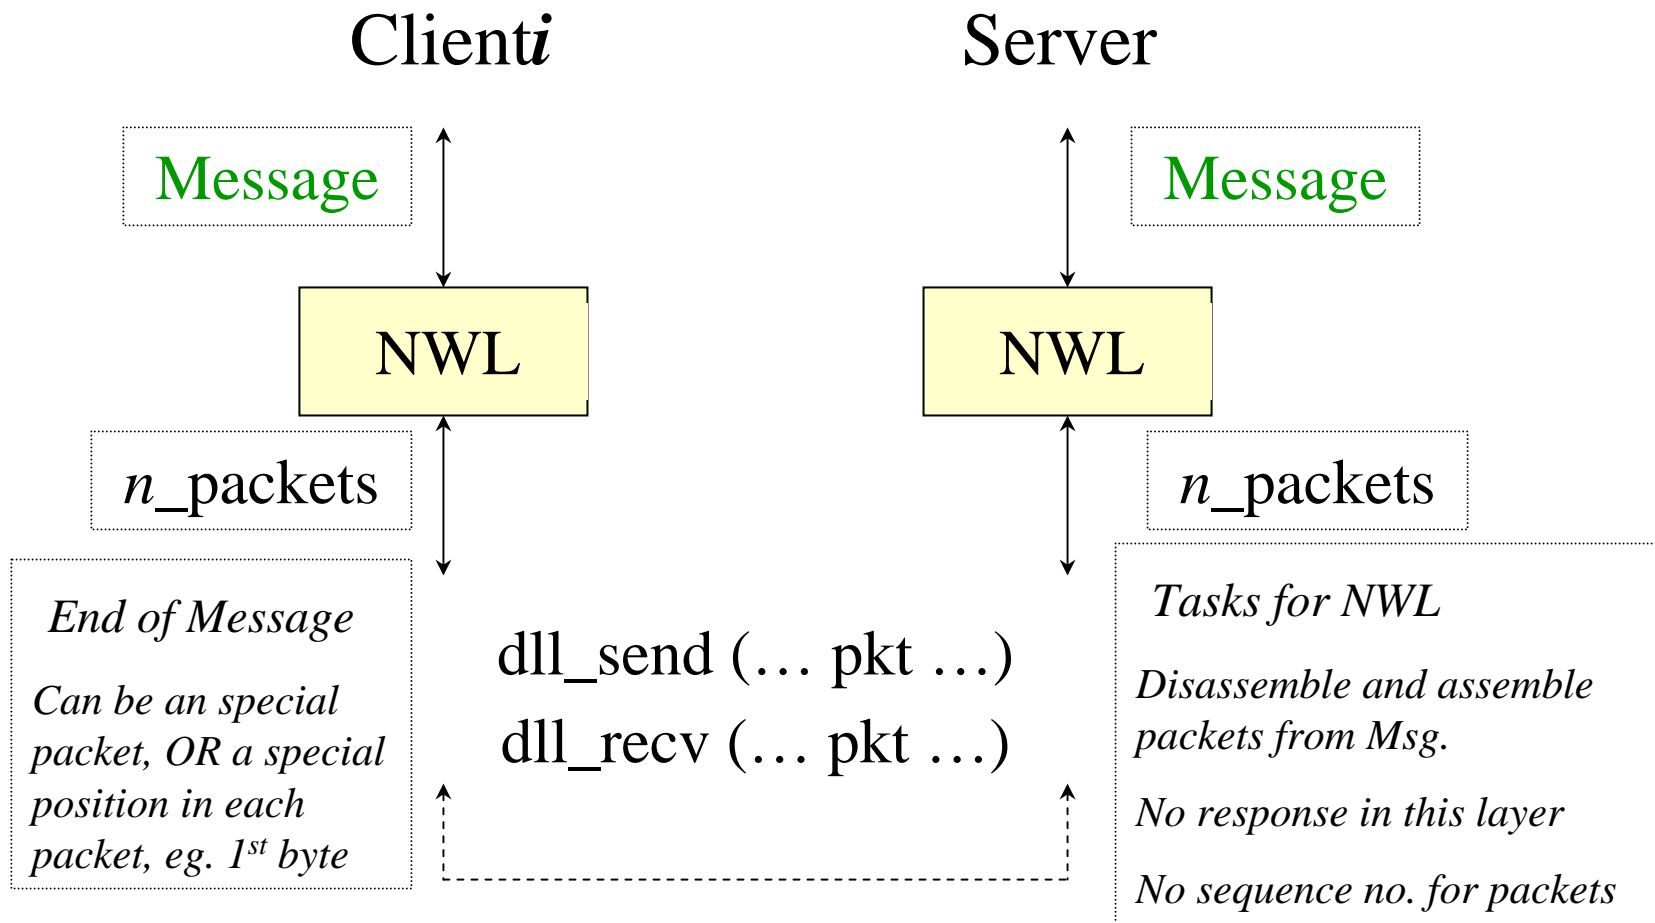 Clienti
Server
Message
Message
NWL
NWL
n_packets
n_packets
End of Message
Can be an special
packet, OR a special
position in each
packet, eg. 1st byte
dll_send (… pkt …)
dll_recv (… pkt …)
Tasks for NWL
Disassemble and assemble
packets from Msg.
No response in this layer
No sequence no. for packets